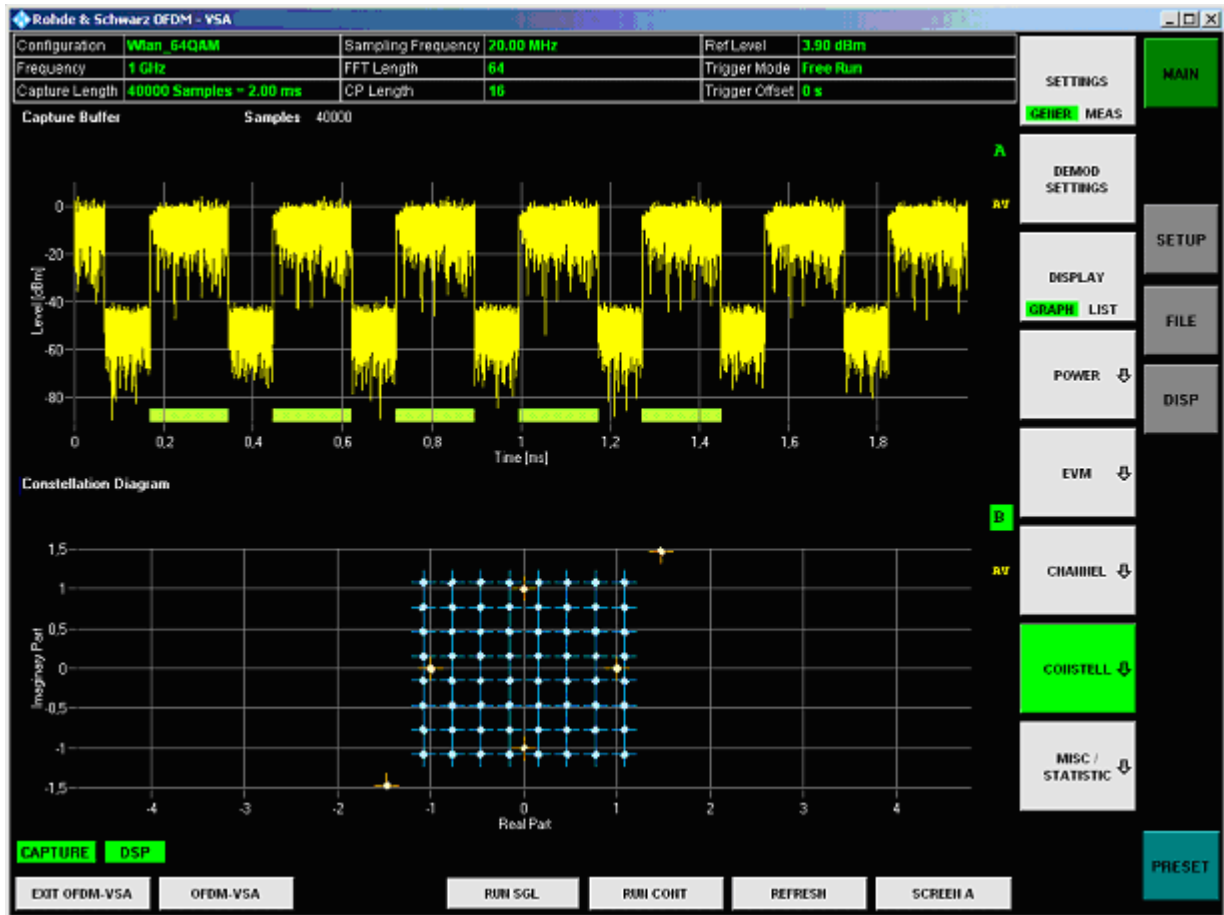 Rohde & Schwarz OFDM - VSA
Configuration Wlan_64QAM Sampling Frequency 20.00 MHz Ref Level 3.90 dBm
Frequency 1 GHz FFT Length 64 Trigger Mode Free Run
Capture Length 40000 Samples = 2.00 ms CP Length 16 Trigger Offset 0 s
Capture Buffer Samples 40000
A
AV
Level [dBm]
0
-20
-40
-60
-80
0 0,2 0,4 0,6 0,8 1 1,2 1,4 1,6 1,8
Time [ms]
Constellation Diagram
B
AV
Imaginary Part
1,5
1
0,5
0
-0,5
-1
-1,5
-4 -3 -2 -1 0 1 2 3 4
Real Part
CAPTURE DSP
EXIT OFDM-VSA OFDM-VSA RUN SGL RUN CONT REFRESH SCREEN A
SETTINGS
GENER MEAS
DEMOD
SETTINGS
DISPLAY
GRAPH LIST
POWER
EVM
CHANNEL
CONSTELL
MISC /
STATISTIC
MAIN
SETUP
FILE
DISP
PRESET